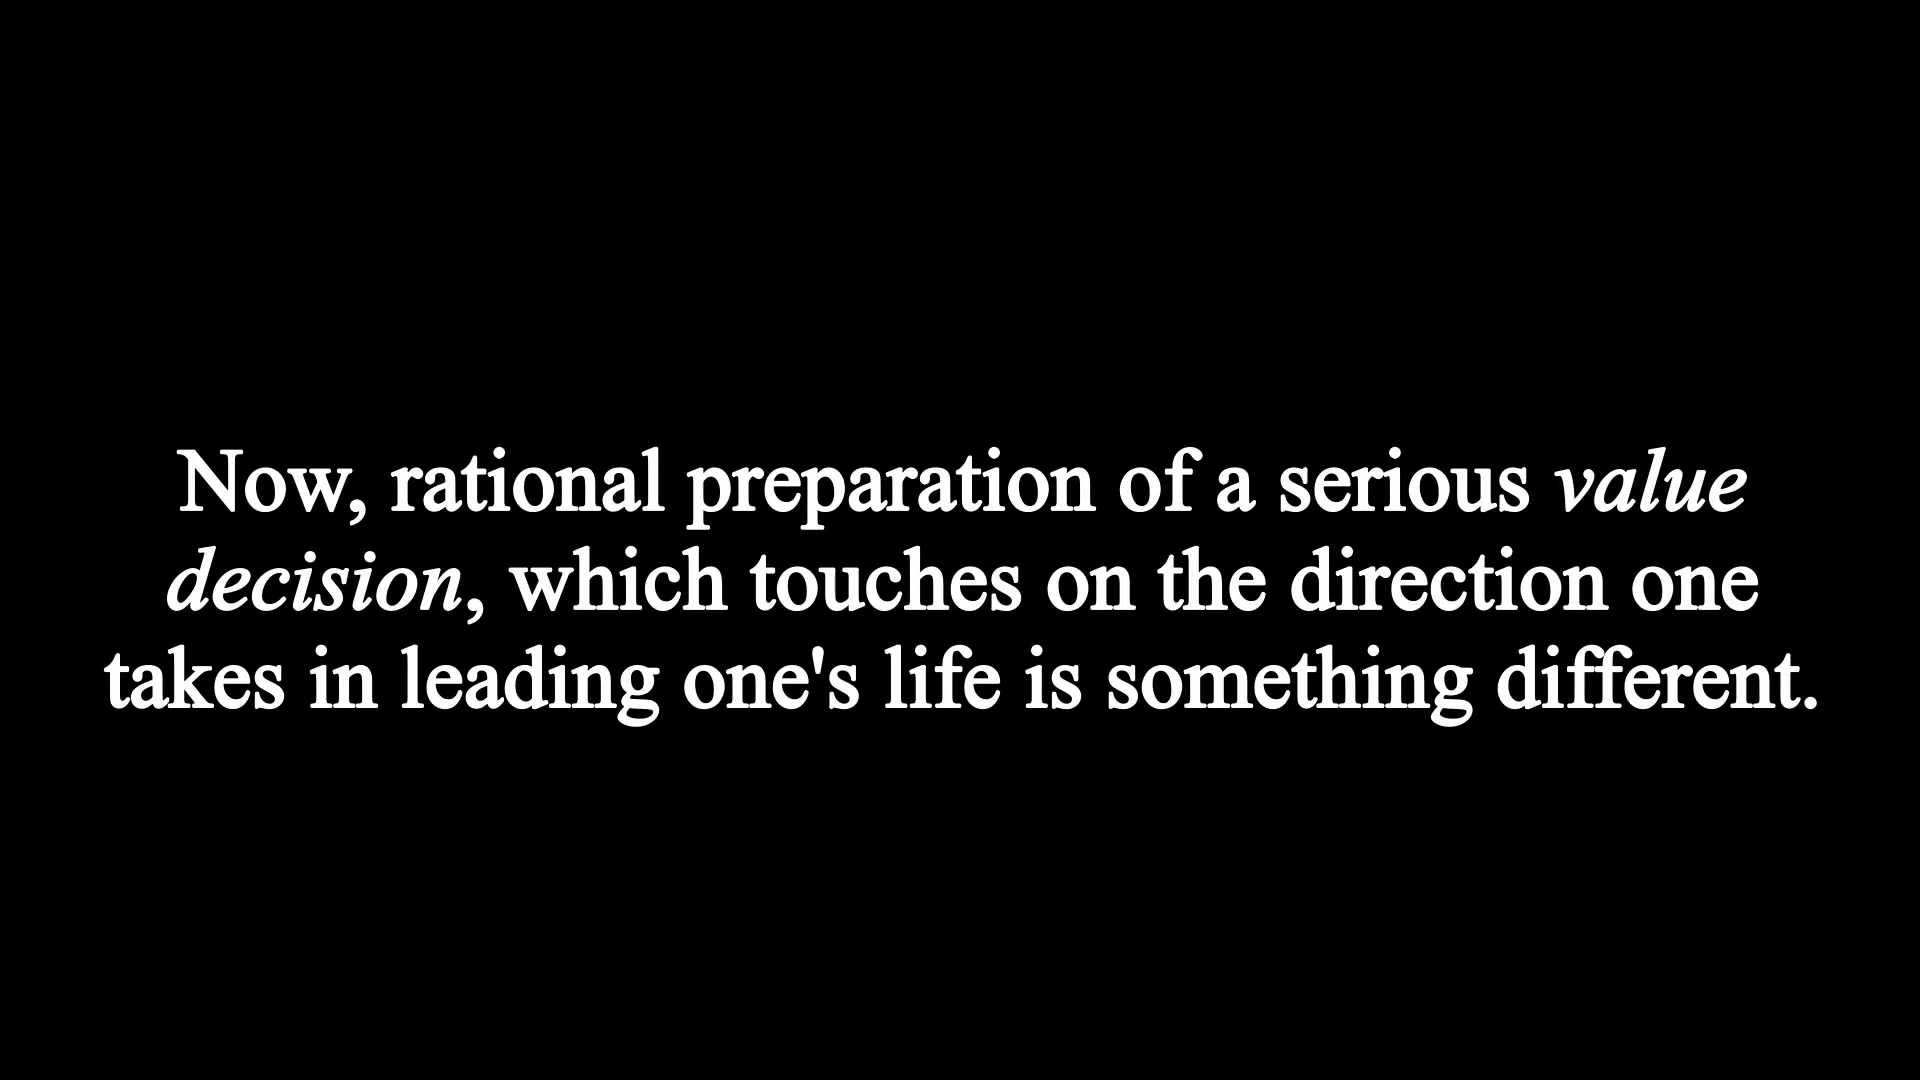 Now, rational preparation of a serious value
decision, which touches on the direction one
takes in leading one's life is something different.